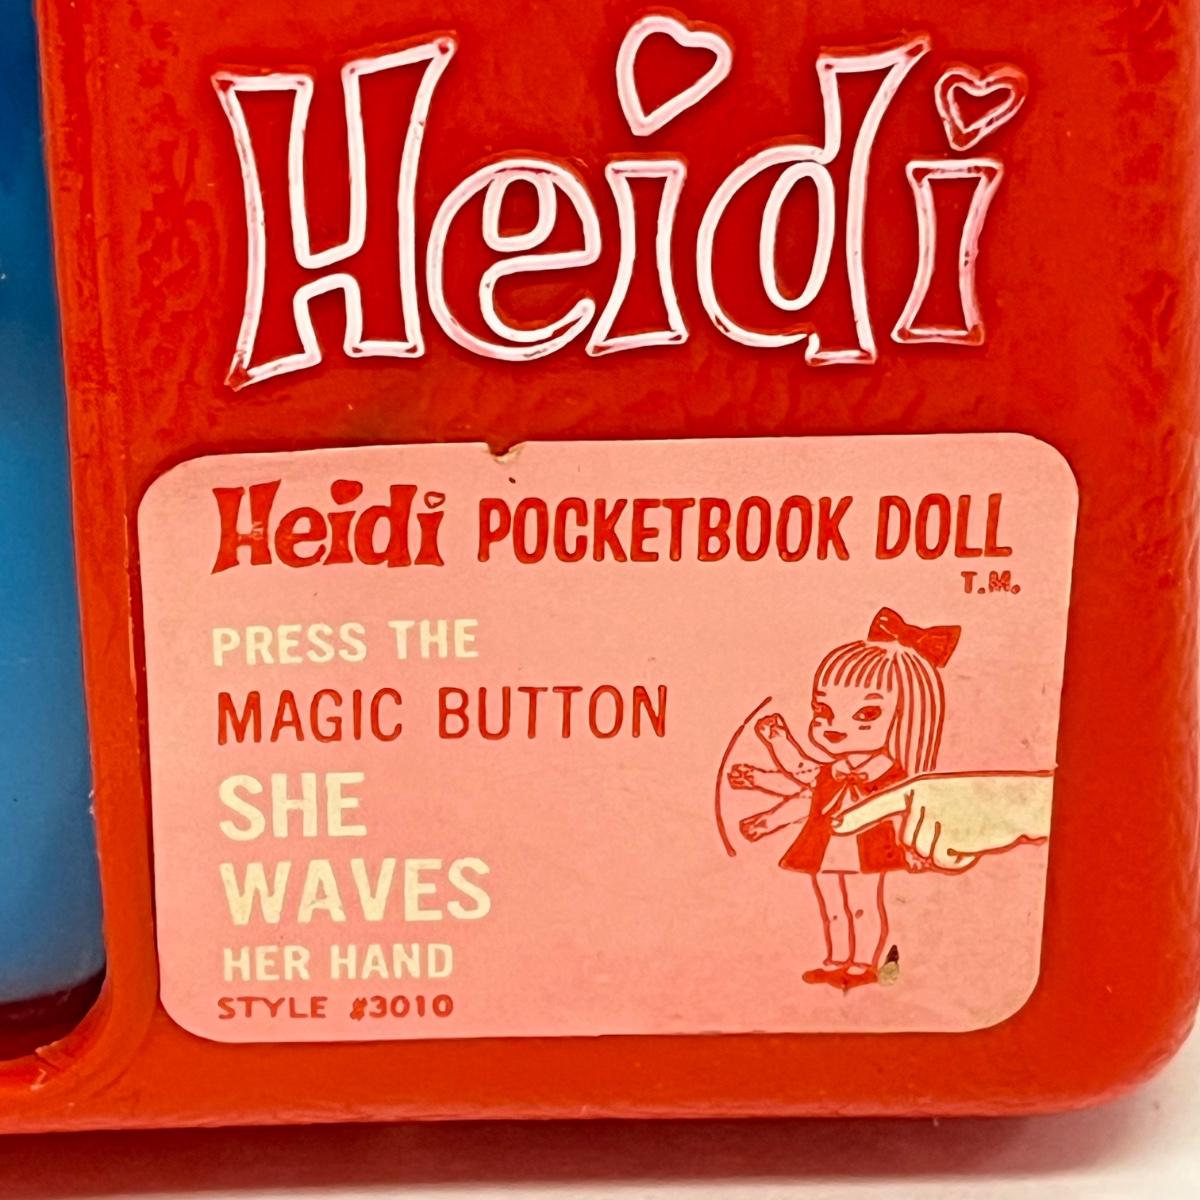 Heidi
Heidi POCKETBOOK DOLL
T.M.
PRESS THE
MAGIC BUTTON
SHE
WAVES
HER HAND
STYLE #3010